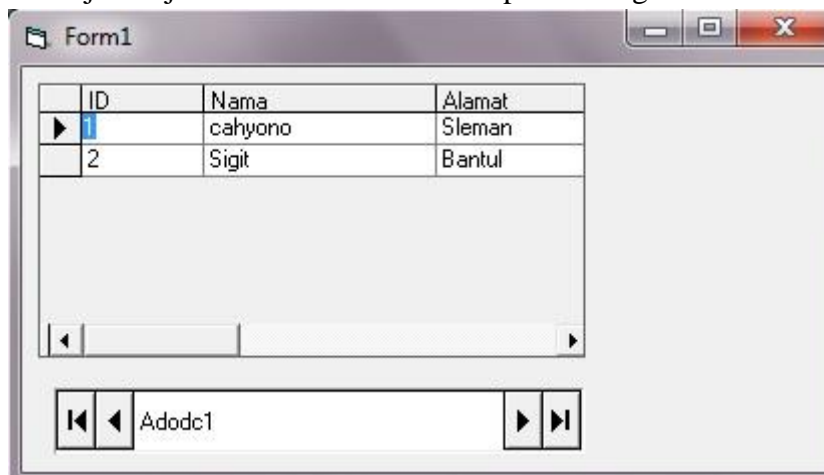 Form1
ID Nama Alamat
1 cahyono Sleman
2 Sigit Bantul
Adodc1